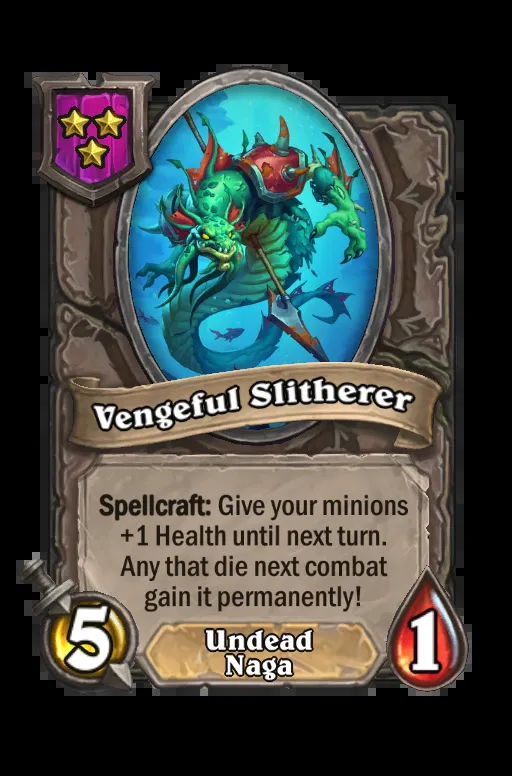 Vengeful Slitherer
Spellcraft: Give your minions
+1 Health until next turn.
Any that die next combat
gain it permanently!
5
Undead
Naga
1